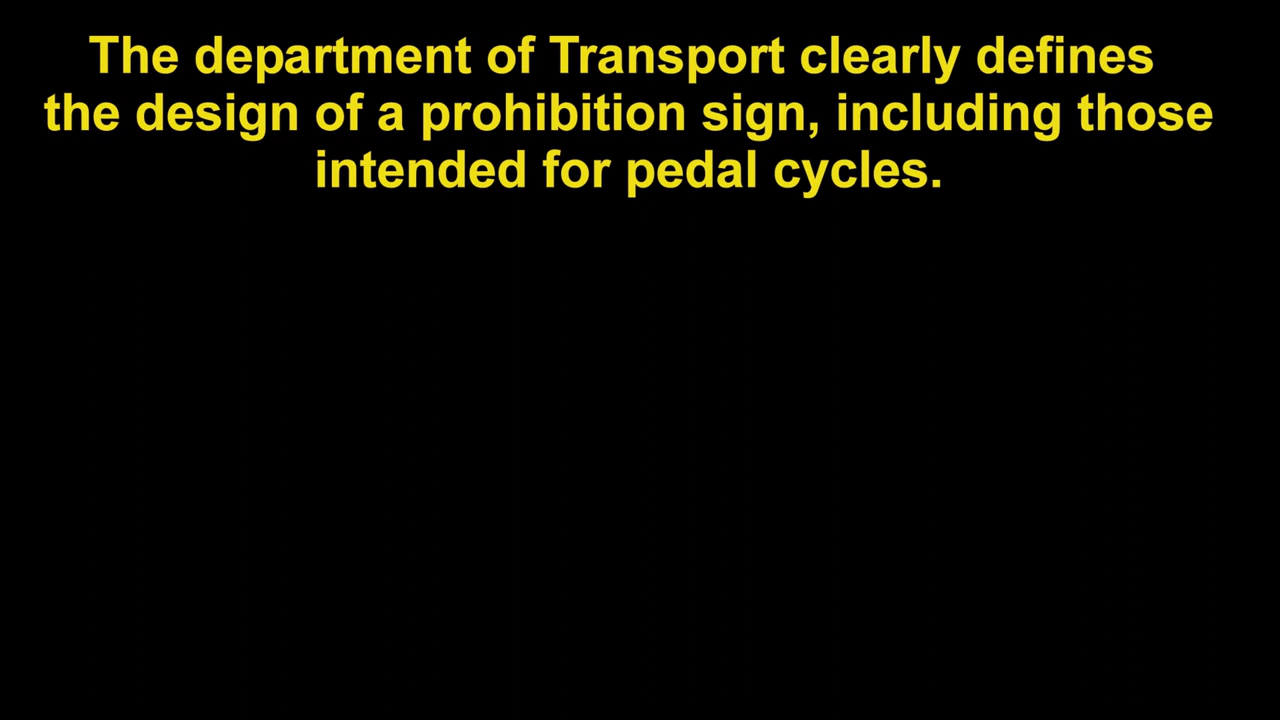 The department of Transport clearly defines
the design of a prohibition sign, including those
intended for pedal cycles.